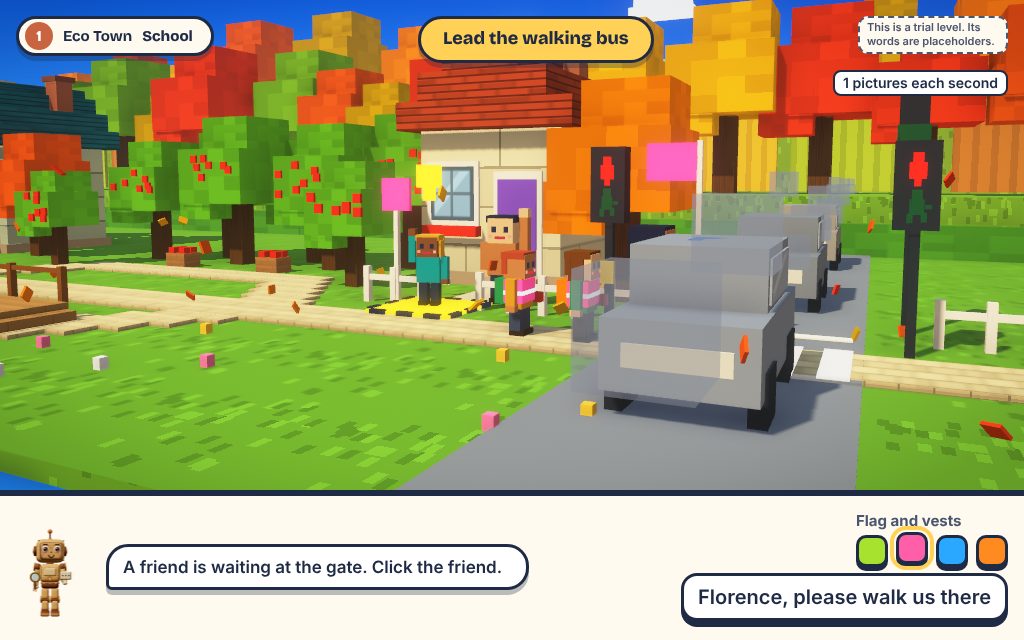 1 Eco Town School
Lead the walking bus
This is a trial level. Its
words are placeholders.
1 pictures each second
Flag and vests
A friend is waiting at the gate. Click the friend.
Florence, please walk us there